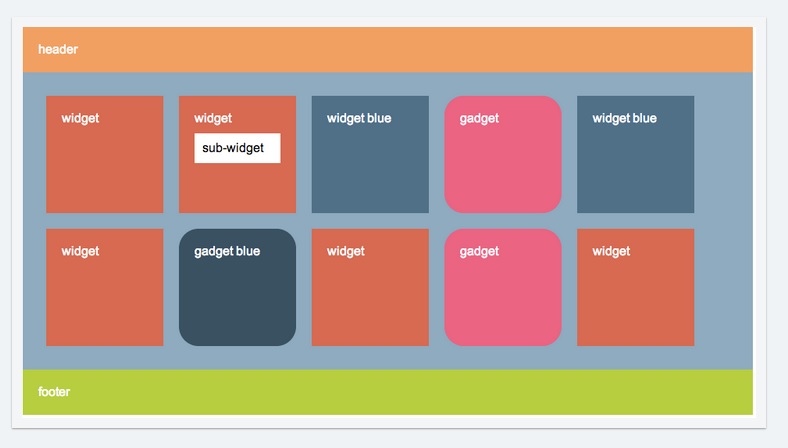 header
widget
widget
sub-widget
widget blue
gadget
widget blue
widget
gadget blue
widget
gadget
widget
footer